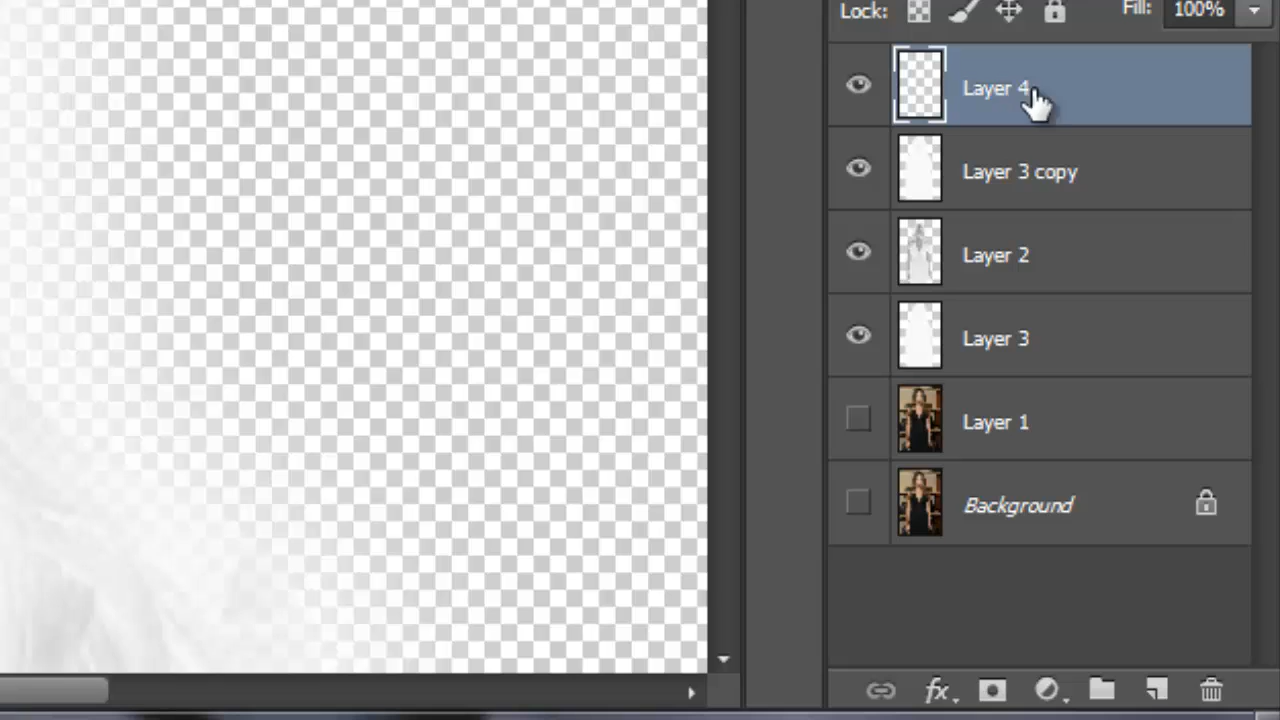 Lock: Fill: 100%
Layer 4
Layer 3 copy
Layer 2
Layer 3
Layer 1
Background
fx